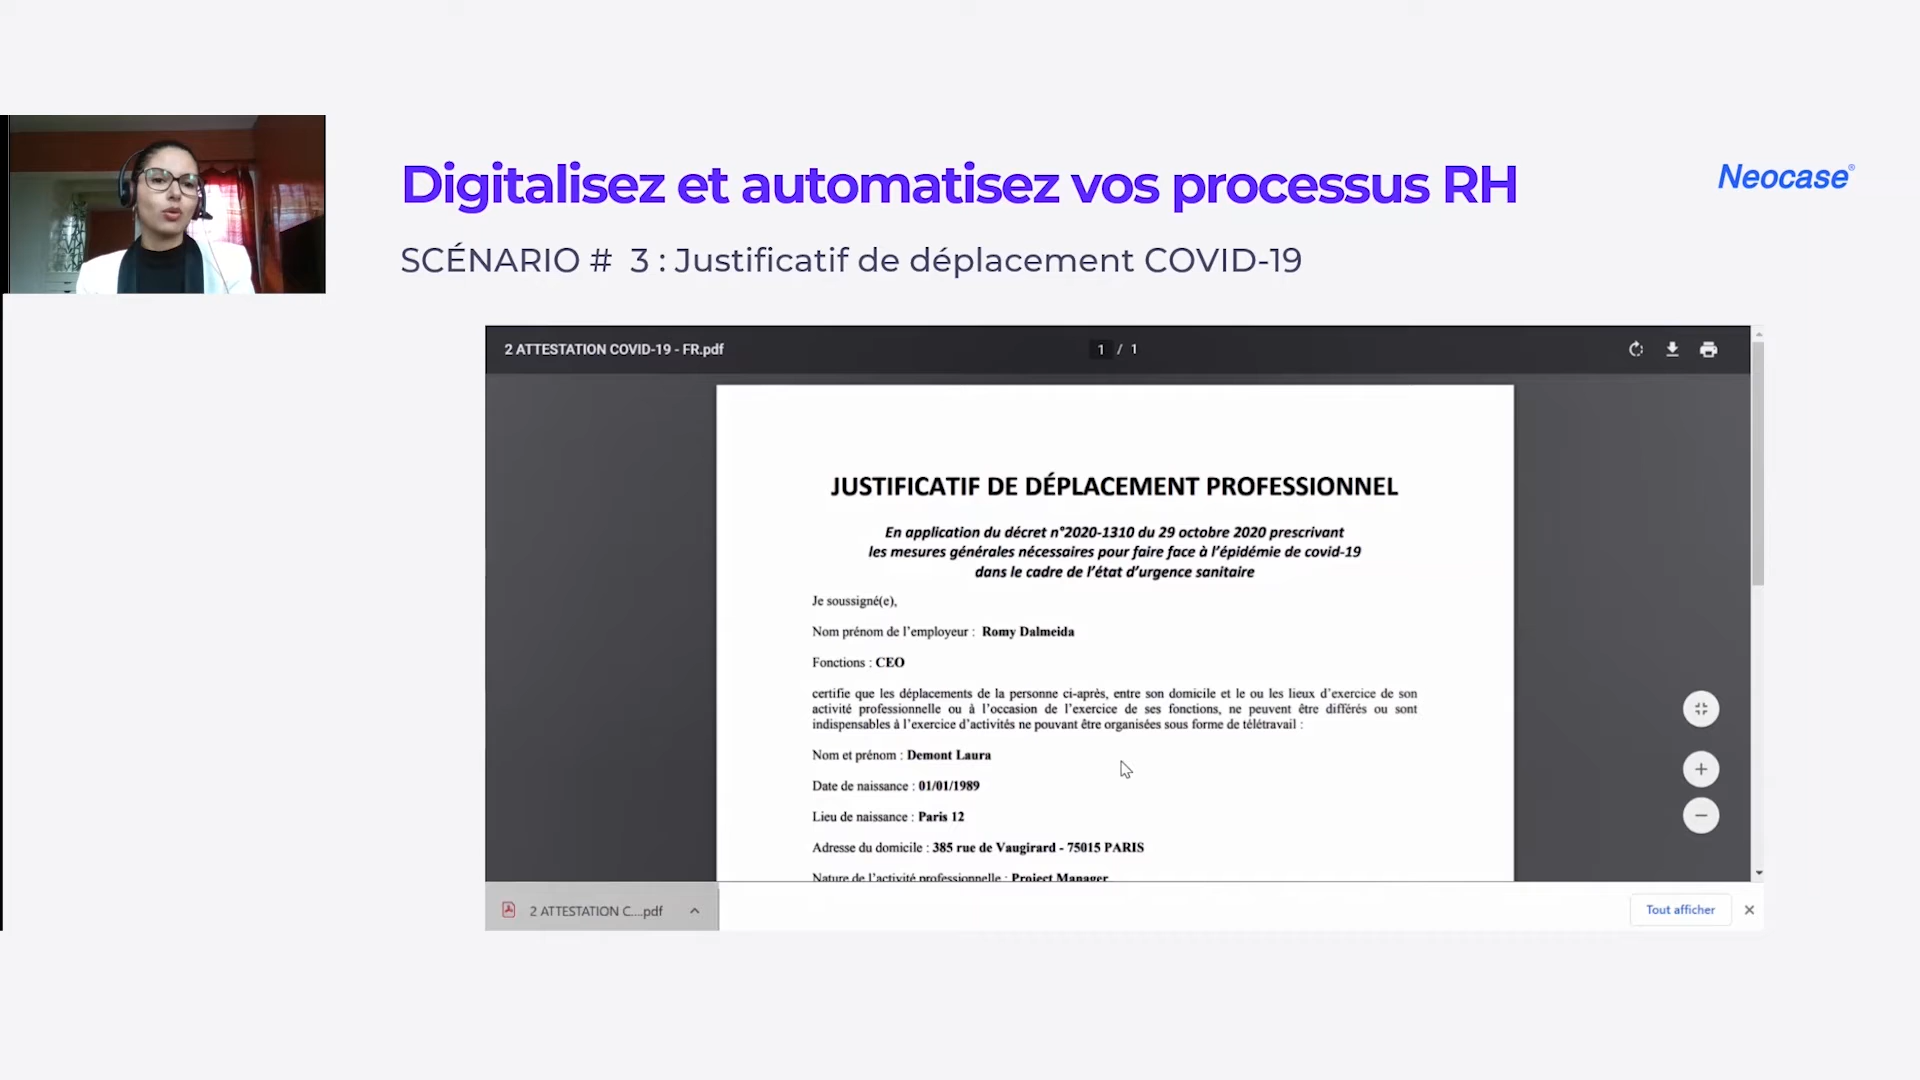 Digitalisez et automatisez vos processus RH
Neocase®
SCÉNARIO # 3 : Justificatif de déplacement COVID-19
2 ATTESTATION COVID-19 - FR.pdf
1 / 1
JUSTIFICATIF DE DÉPLACEMENT PROFESSIONNEL
En application du décret n°2020-1310 du 29 octobre 2020 prescrivant
les mesures générales nécessaires pour faire face à l'épidémie de covid-19
dans le cadre de l'état d'urgence sanitaire
Je soussigné(e),
Nom prénom de l'employeur : Romy Dalmeida
Fonctions : CEO
certifie que les déplacements de la personne ci-après, entre son domicile et le ou les lieux d'exercice de son
activité professionnelle ou à l'occasion de l'exercice de ses fonctions, ne peuvent être différés ou sont
indispensables à l'exercice d'activités ne pouvant être organisées sous forme de télétravail :
Nom et prénom : Demont Laura
Date de naissance : 01/01/1989
Lieu de naissance : Paris 12
Adresse du domicile : 385 rue de Vaugirard - 75015 PARIS
Nature de l'activité professionnelle : Project Manager
2 ATTESTATION C....pdf
Tout afficher